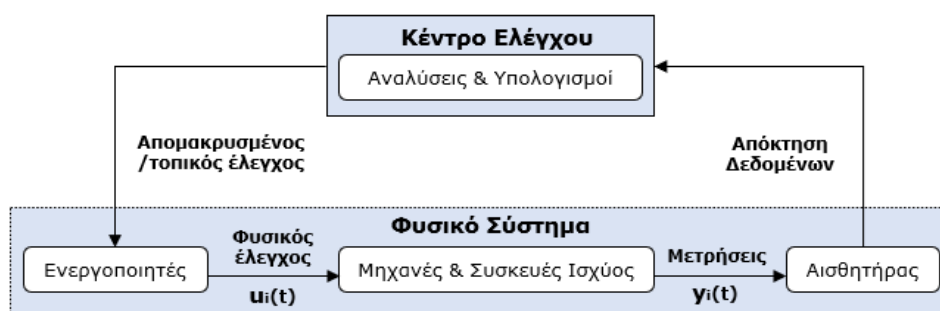 Κέντρο Ελέγχου
Αναλύσεις & Υπολογισμοί
Απομακρυσμένος
/τοπικός έλεγχος
Απόκτηση
Δεδομένων
Φυσικό Σύστημα
Ενεργοποιητές
Φυσικός
έλεγχος
uᵢ(t)
Μηχανές & Συσκευές Ισχύος
Μετρήσεις
yᵢ(t)
Αισθητήρας